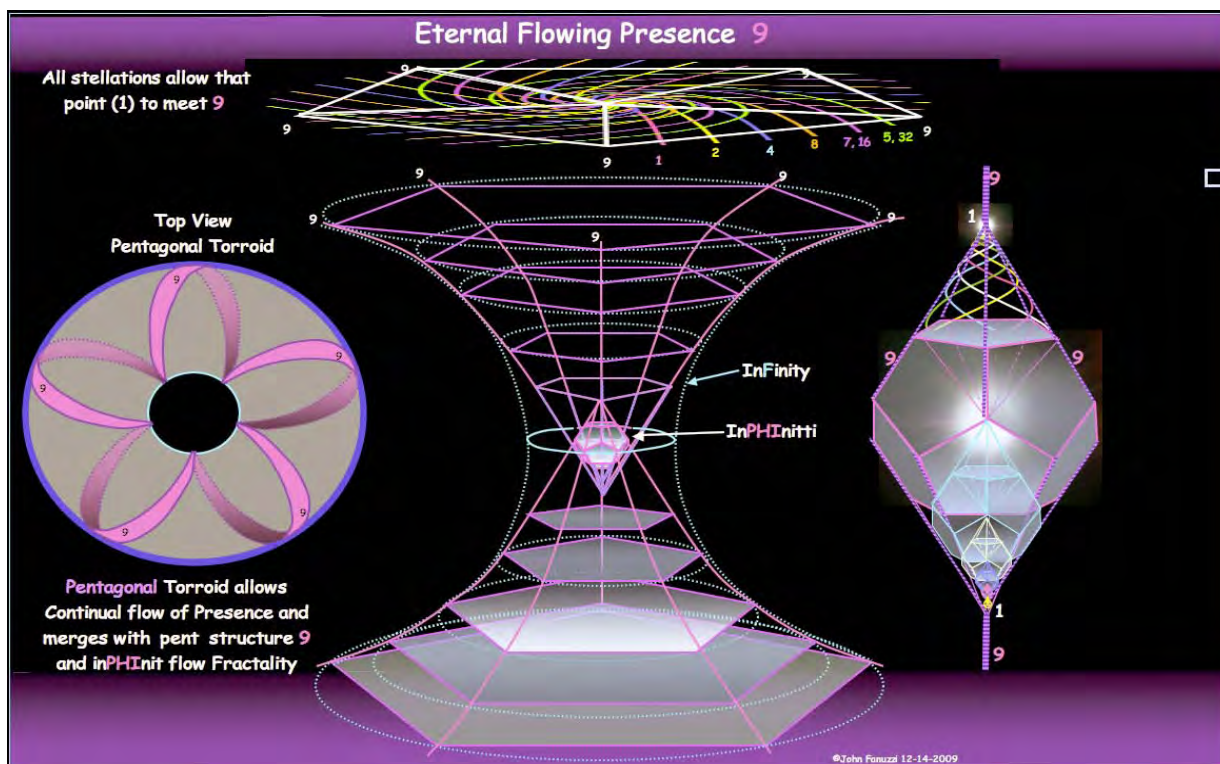 Eternal Flowing Presence 9
All stellations allow that
point (1) to meet 9
9
9
9
9
9
1
2
4
8
7, 16
5, 32
9
9
9
9
9
Top View
Pentagonal Torroid
9
9
9
9
9
InFinity
InPHInitti
9
1
9
9
1
9
Pentagonal Torroid allows
Continual flow of Presence and
merges with pent structure 9
and inPHInit flow Fractality
©John Fanuzzi 12-14-2009